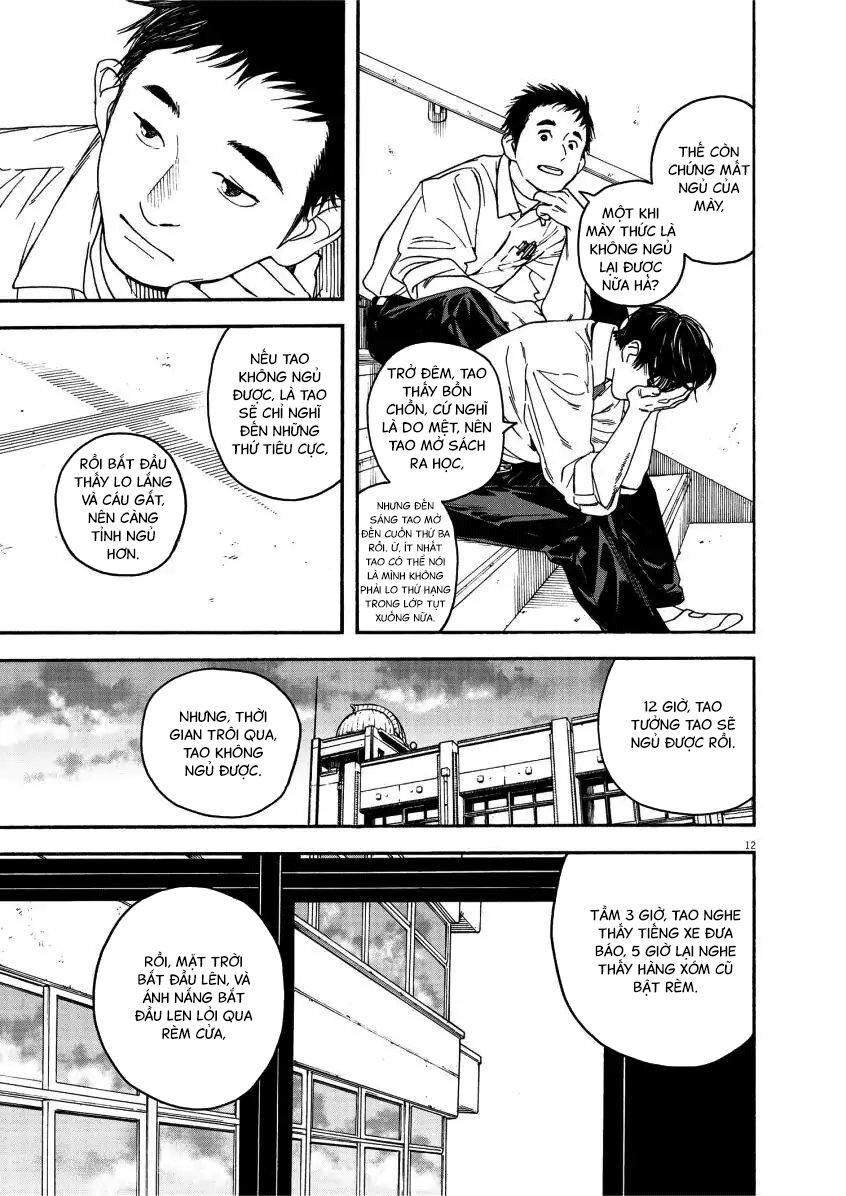 THẾ CÒN
CHỨNG MẤT
NGỦ CỦA
MÀY,
MỘT KHI
MÀY THỨC LÀ
KHÔNG NGỦ
LẠI ĐƯỢC
NỮA HẢ?
TRỜ ĐÊM, TAO
THẤY BỒN
CHỒN, CỨ NGHĨ
LÀ DO MỆT, NÊN
TAO MỞ SÁCH
RA HỌC,
NHƯNG ĐẾN
SÁNG TAO MỞ
ĐẾN CUỐN THỨ BA
RỒI. Ừ, ÍT NHẤT
TAO CÓ THỂ NÓI
LÀ MÌNH KHÔNG
PHẢI LO THỨ HẠNG
TRONG LỚP TỤT
XUỐNG NỮA.
NẾU TAO
KHÔNG NGỦ
ĐƯỢC, LÀ TAO
SẼ CHỈ NGHĨ
ĐẾN NHỮNG
THỨ TIÊU CỰC,
RỒI BẮT ĐẦU
THẤY LO LẮNG
VÀ CÁU GẮT,
NÊN CÀNG
TỈNH NGỦ
HƠN.
12 GIỜ, TAO
TƯỞNG TAO SẼ
NGỦ ĐƯỢC RỒI.
NHƯNG, THỜI
GIAN TRÔI QUA,
TAO KHÔNG
NGỦ ĐƯỢC.
12
TẦM 3 GIỜ, TAO NGHE
THẤY TIẾNG XE ĐƯA
BÁO, 5 GIỜ LẠI NGHE
THẤY HÀNG XÓM CŨ
BẬT RÈM.
RỒI, MẶT TRỜI
BẮT ĐẦU LÊN, VÀ
ÁNH NẮNG BẮT
ĐẦU LEN LỎI QUA
RÈM CỬA,